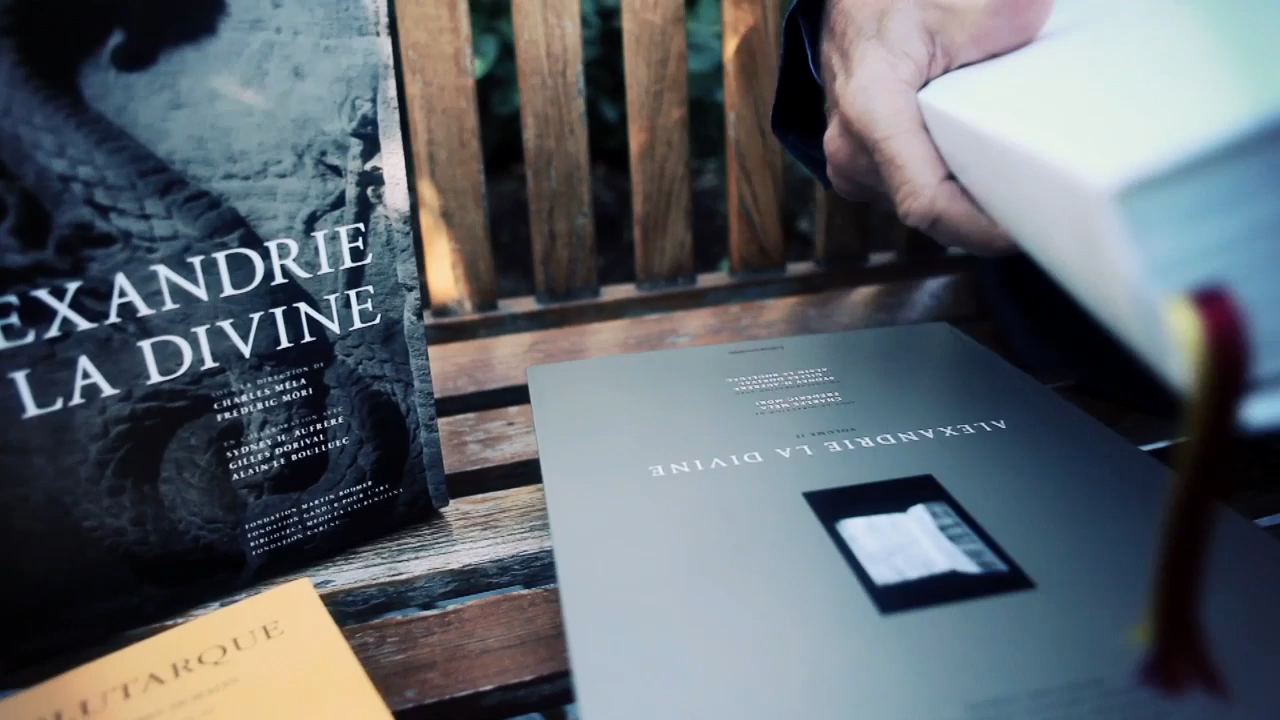 EXANDRIE
LA DIVINE
SOUS LA DIRECTION DE
CHARLES MÉLA
FRÉDÉRIC MÖRI
EN COLLABORATION AVEC
SYDNEY H. AUFRÈRE
GILLES DORIVAL
ALAIN LE BOULLUEC
FONDATION MARTIN BODMER
FONDATION GANDUR POUR L'ART
BIBLIOTECA MEDICEA LAURENZIANA
FONDATION CARENE
LUTARQUE
ALEXANDRIE LA DIVINE
VOLUME II
CHARLES MÉLA
FRÉDÉRIC MÖRI
SYDNEY H. AUFRÈRE
GILLES DORIVAL
ALAIN LE BOULLUEC